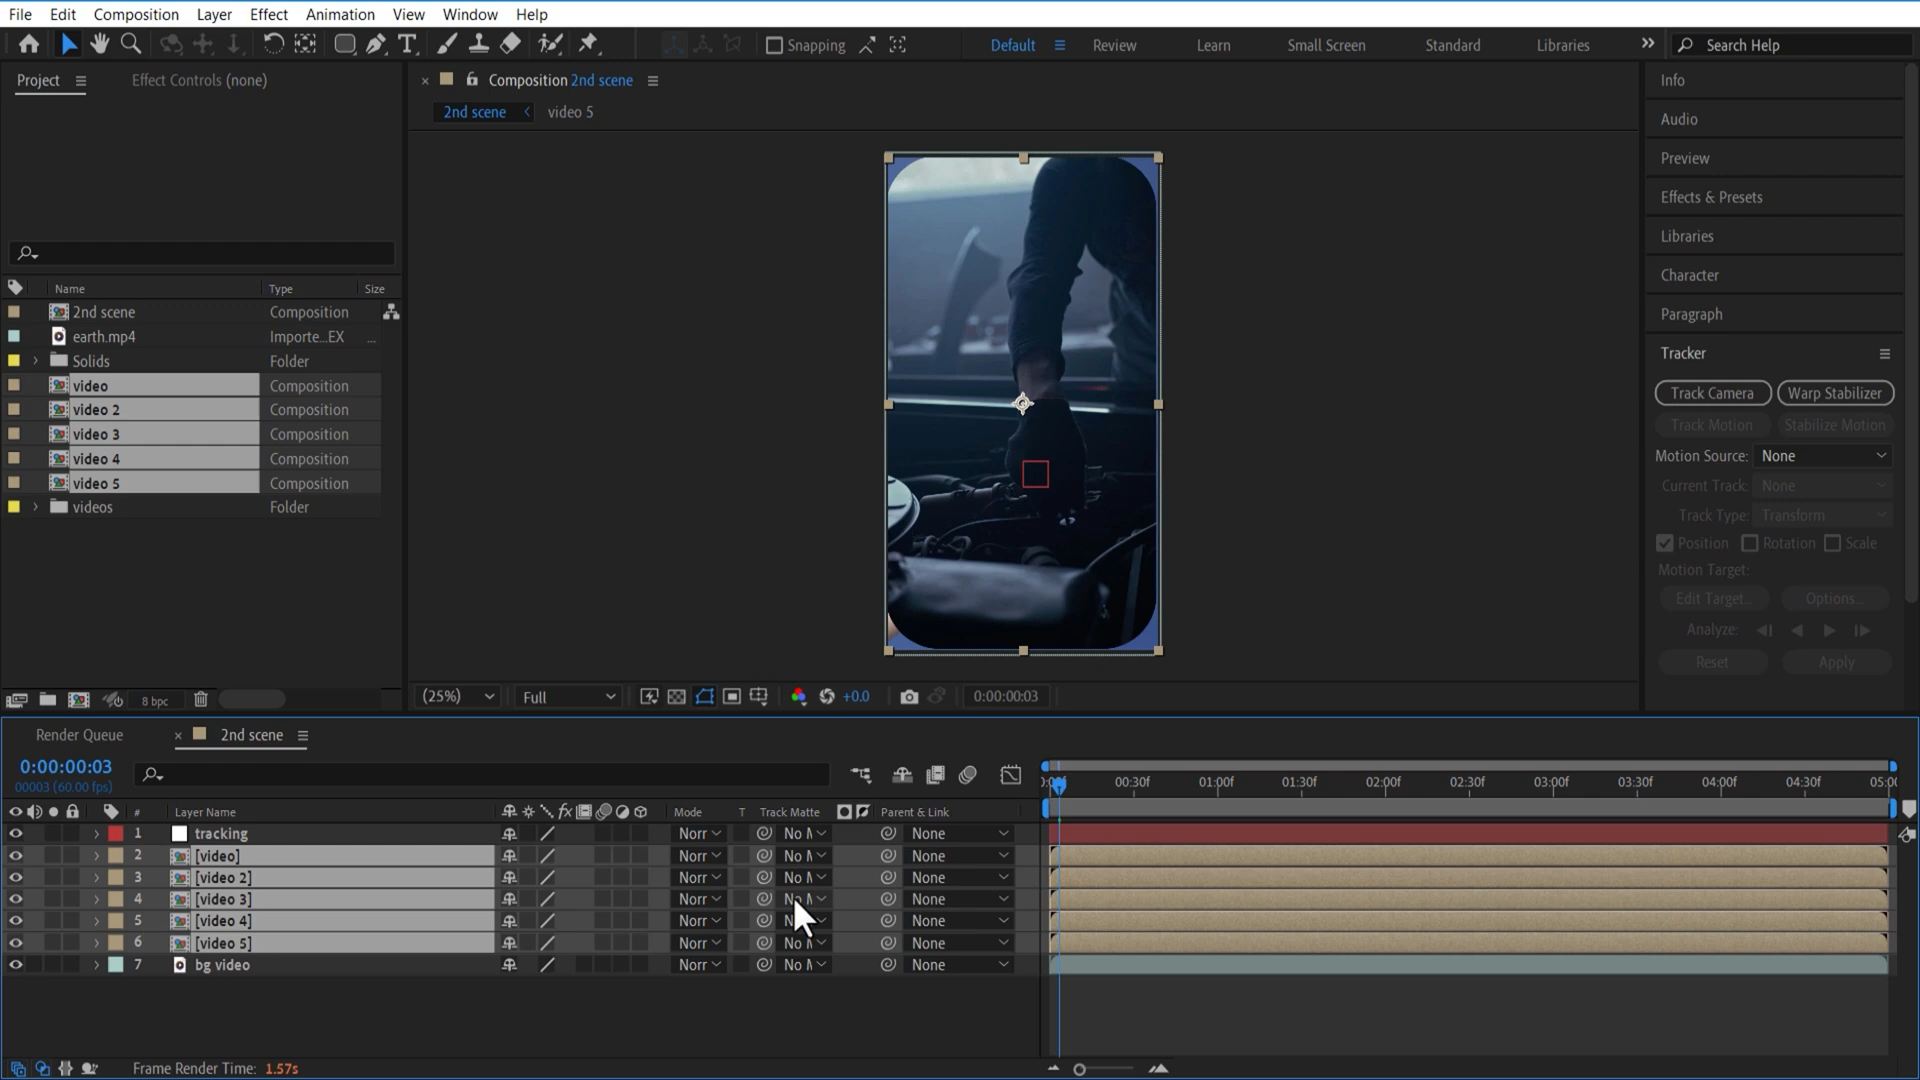 File Edit Composition Layer Effect Animation View Window Help
Snapping Default Review Learn Small Screen Standard Libraries Search Help
Project Effect Controls (none)
Composition 2nd scene
2nd scene video 5
Name Type Size
2nd scene Composition
earth.mp4 Importe...EX ...
Solids Folder
video Composition
video 2 Composition
video 3 Composition
video 4 Composition
video 5 Composition
videos Folder
8 bpc
(25%) Full +0.0 0:00:00:03
Info
Audio
Preview
Effects & Presets
Libraries
Character
Paragraph
Tracker
Track Camera Warp Stabilizer
Track Motion Stabilize Motion
Motion Source: None
Current Track: None
Track Type: Transform
Position Rotation Scale
Motion Target:
Edit Target... Options...
Analyze:
Reset Apply
Render Queue 2nd scene
0:00:00:03
00003 (60.00 fps)
00:30f 01:00f 01:30f 02:00f 02:30f 03:00f 03:30f 04:00f 04:30f
# Layer Name Mode T Track Matte Parent & Link
1 tracking Norr No None
2 [video] Norr No None
3 [video 2] Norr No None
4 [video 3] Norr None
5 [video 4] Norr None
6 [video 5] Norr No None
7 bg video Norr No None
Frame Render Time: 1.57s